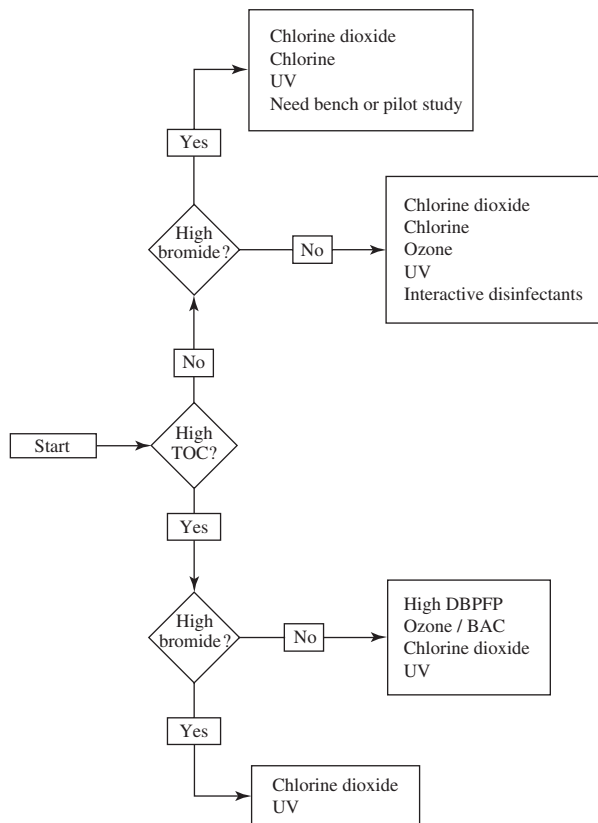 Chlorine dioxide
Chlorine
UV
Need bench or pilot study
Yes
High
bromide?
No
Chlorine dioxide
Chlorine
Ozone
UV
Interactive disinfectants
No
Start
High
TOC?
Yes
High
bromide?
No
High DBPFP
Ozone / BAC
Chlorine dioxide
UV
Yes
Chlorine dioxide
UV